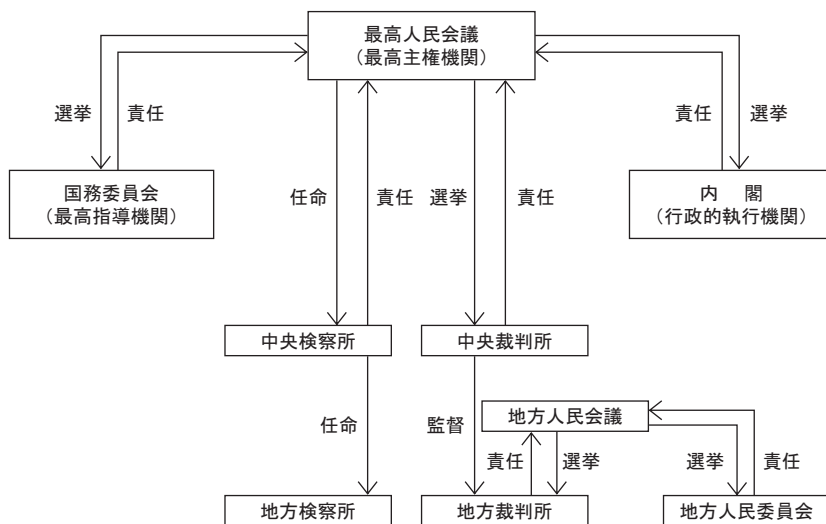 最高人民会議
（最高主権機関）
選挙
責任
責任
選挙
国務委員会
（最高指導機関）
任命
責任
選挙
責任
内　閣
（行政的執行機関）
中央検察所
中央裁判所
任命
監督
地方人民会議
責任
選挙
選挙
責任
地方検察所
地方裁判所
地方人民委員会